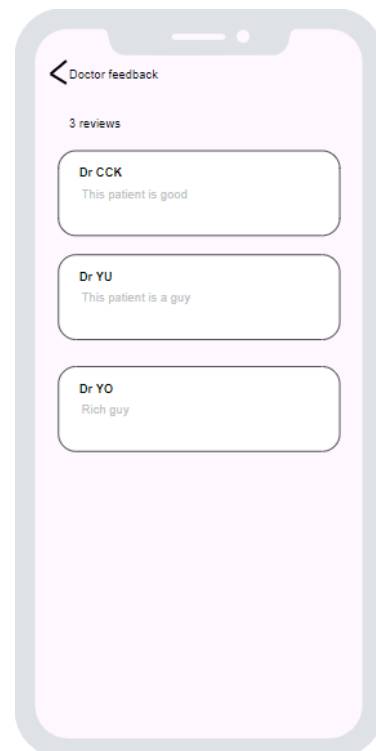 Doctor feedback
3 reviews
Dr CCK
This patient is good
Dr YU
This patient is a guy
Dr YO
Rich guy